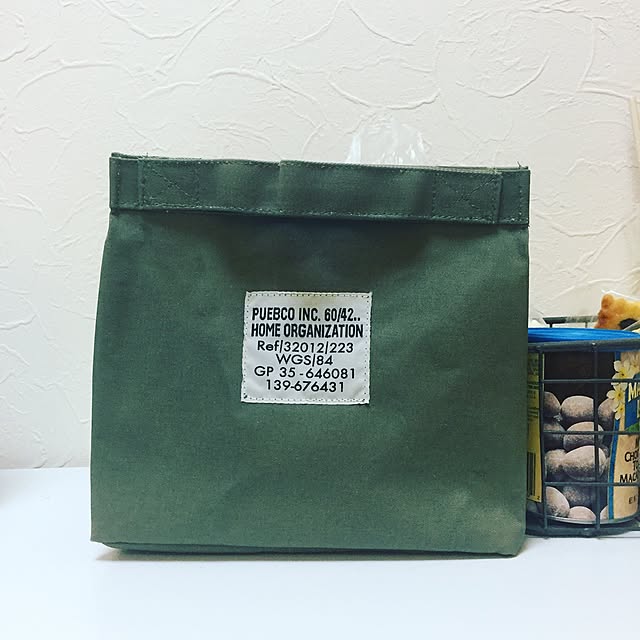 PUEBCO INC. 60/42..
HOME ORGANIZATION
Ref/32012/223
WGS/84
GP 35-646081
139-676431